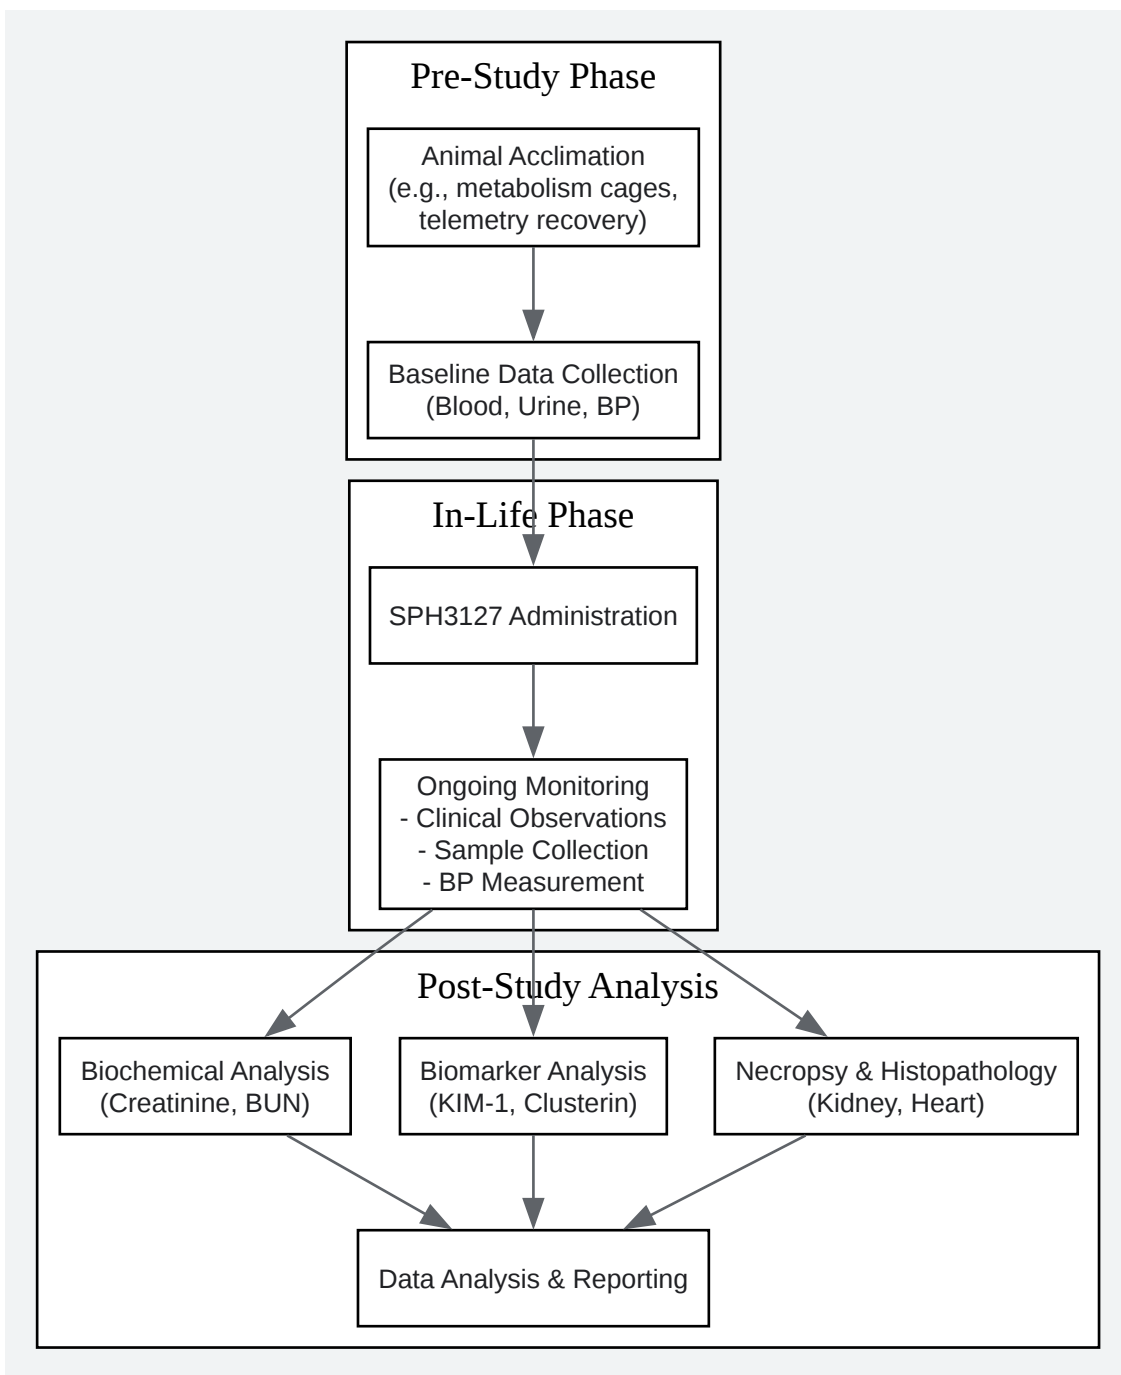 Pre-Study Phase
Animal Acclimation
(e.g., metabolism cages,
telemetry recovery)
Baseline Data Collection
(Blood, Urine, BP)
In-Life Phase
SPH3127 Administration
Ongoing Monitoring
- Clinical Observations
- Sample Collection
- BP Measurement
Post-Study Analysis
Biochemical Analysis
(Creatinine, BUN)
Biomarker Analysis
(KIM-1, Clusterin)
Necropsy & Histopathology
(Kidney, Heart)
Data Analysis & Reporting